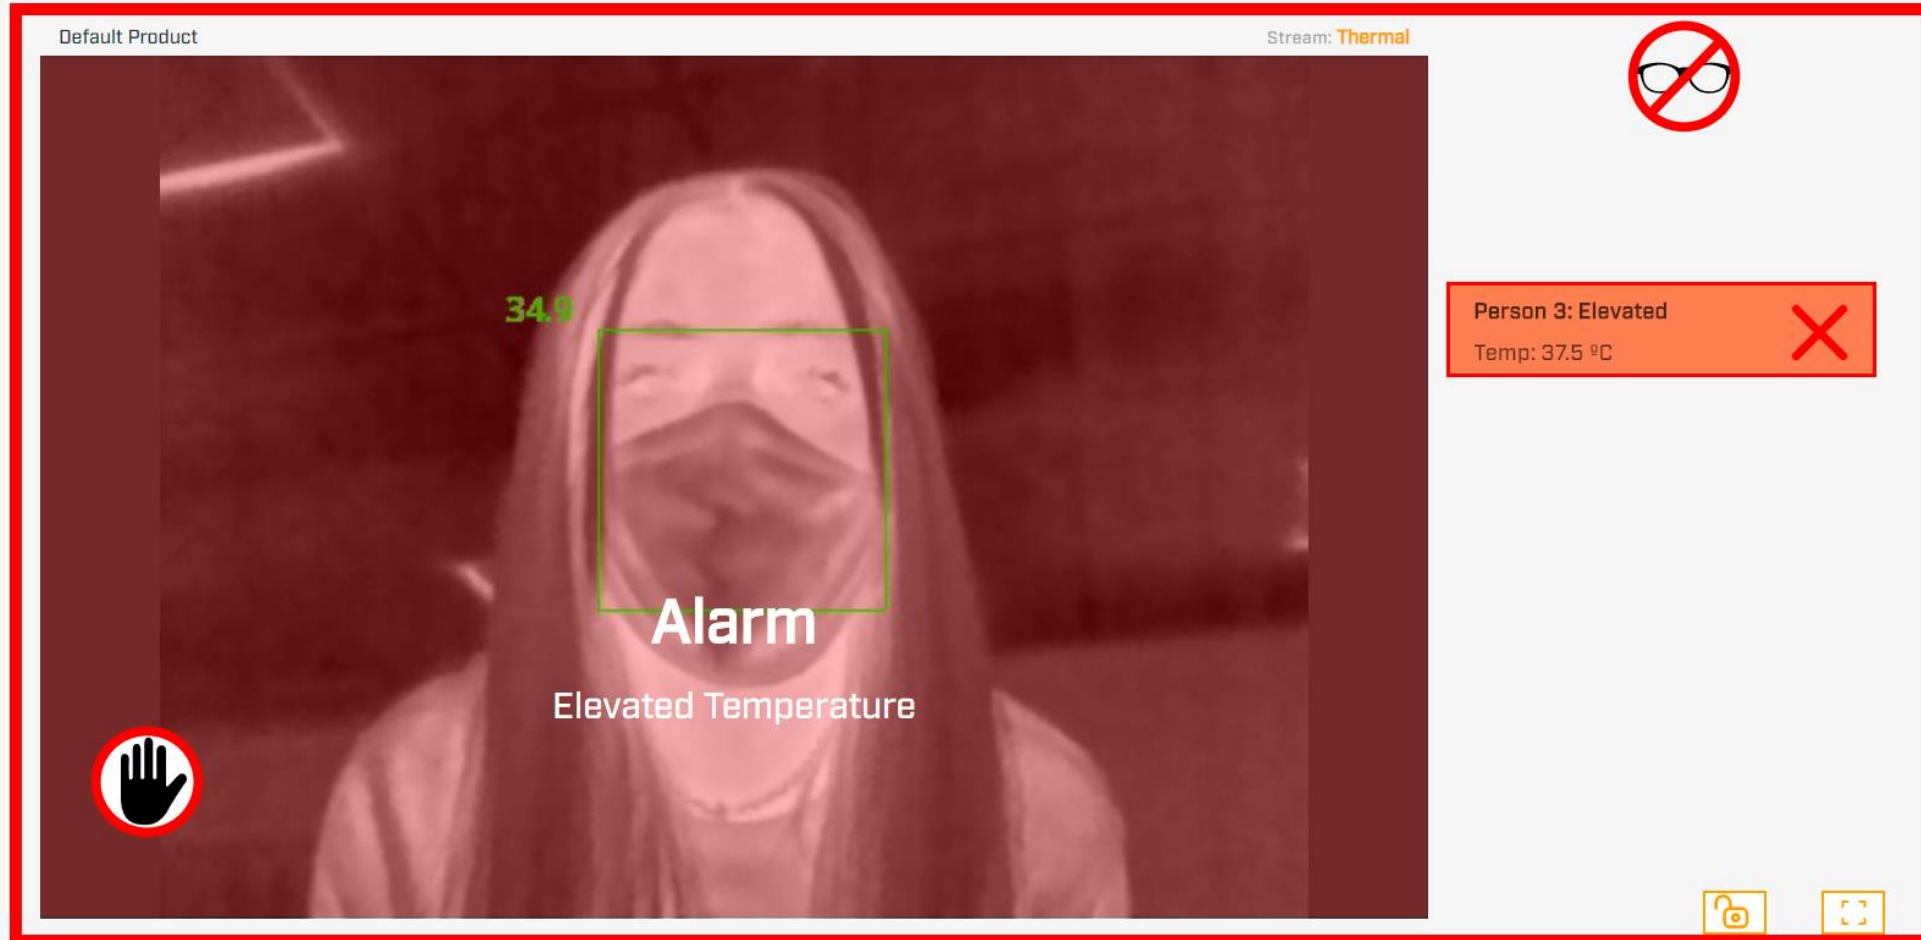 Default Product
Stream: Thermal
34.9
Person 3: Elevated
Temp: 37.5 ºC
Alarm
Elevated Temperature